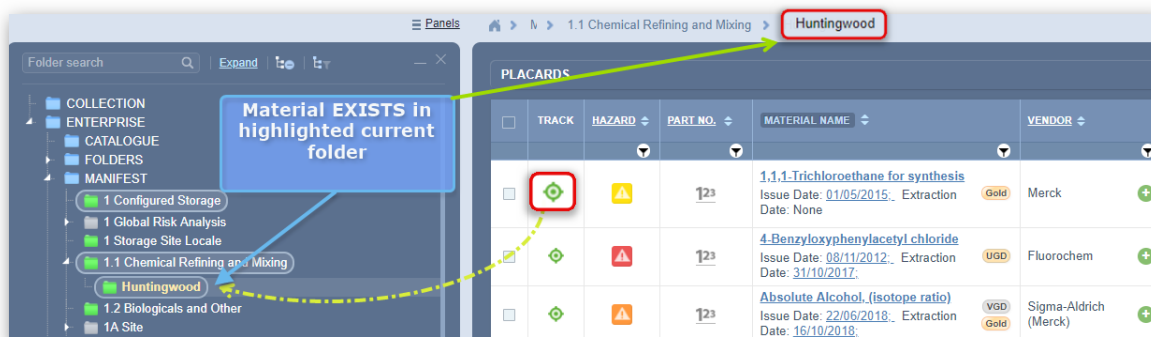 Panels
M
1.1 Chemical Refining and Mixing
Huntingwood
Folder search
Expand
COLLECTION
ENTERPRISE
CATALOGUE
FOLDERS
MANIFEST
1 Configured Storage
1 Global Risk Analysis
1 Storage Site Locale
1.1 Chemical Refining and Mixing
Huntingwood
1.2 Biologicals and Other
1A Site
Material EXISTS in
highlighted current
folder
PLACARDS
TRACK HAZARD PART NO. MATERIAL NAME VENDOR
123
1,1,1-Trichloroethane for synthesis
Issue Date: 01/05/2015; Extraction
Date: None
Gold
Merck
123
4-Benzyloxyphenylacetyl chloride
Issue Date: 08/11/2012; Extraction
Date: 31/10/2017;
UGD
Fluorochem
123
Absolute Alcohol, (isotope ratio)
Issue Date: 22/06/2018; Extraction
Date: 16/10/2018;
VGD
Gold
Sigma-Aldrich
(Merck)